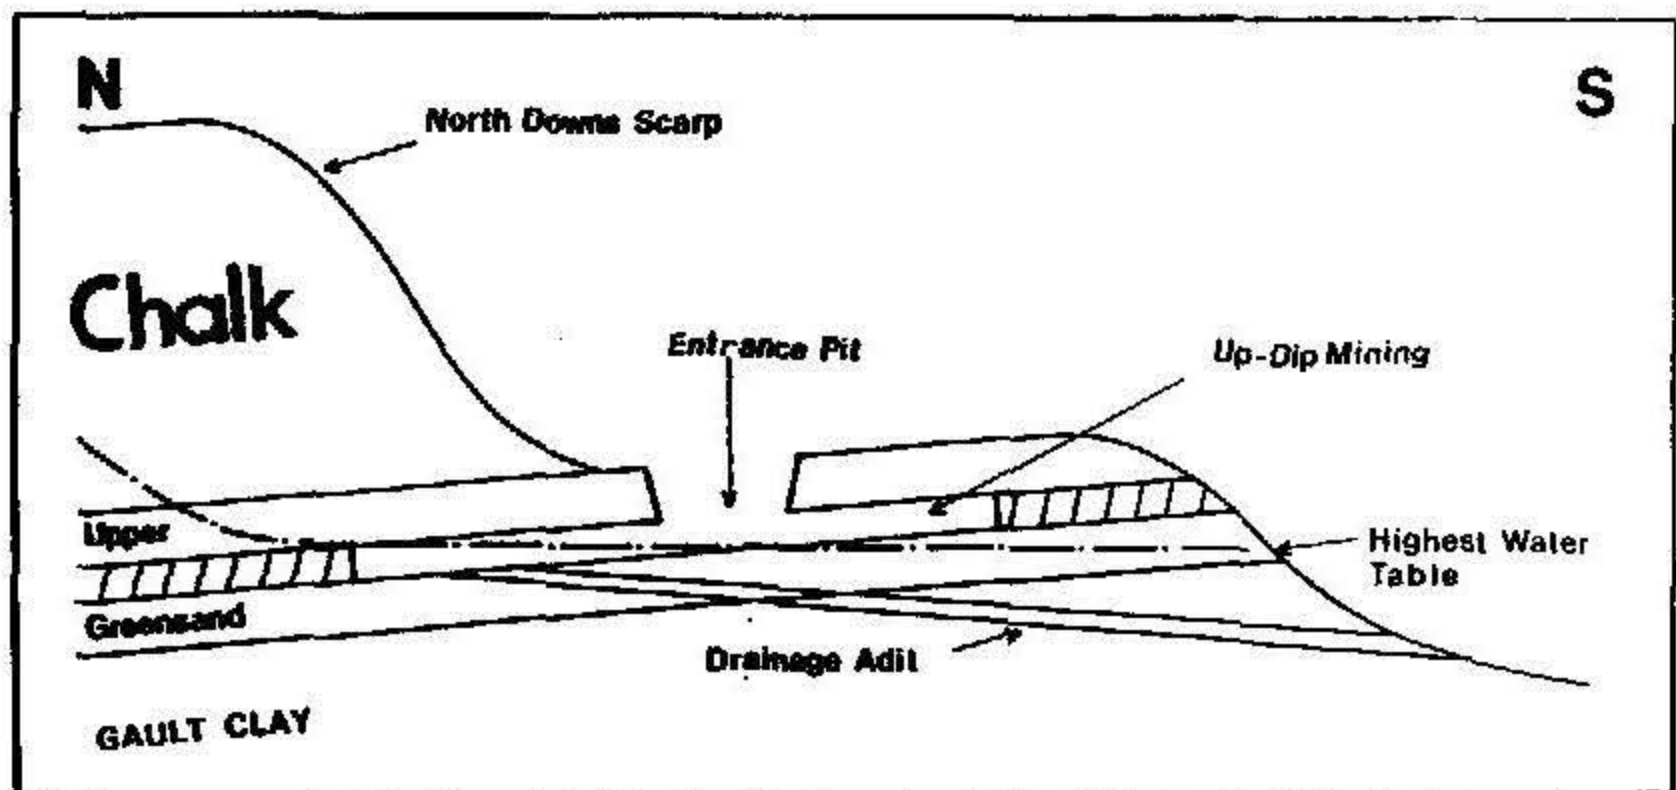 N
S
North Downs Scarp
Chalk
Entrance Pit
Up-Dip Mining
Upper
Highest Water
Table
Greensand
Drainage Adit
GAULT CLAY